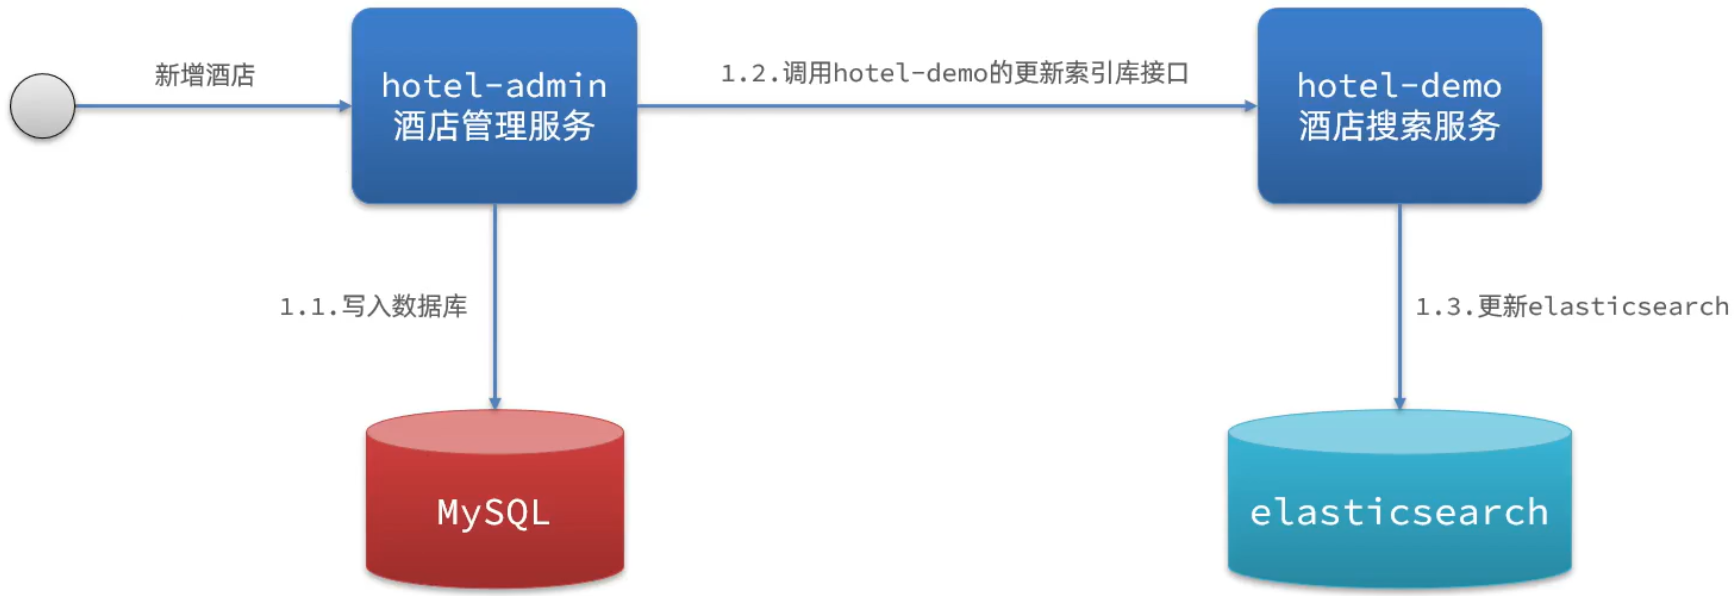 新增酒店
hotel-admin
酒店管理服务
1.2.调用hotel-demo的更新索引库接口
hotel-demo
酒店搜索服务
1.1.写入数据库
1.3.更新elasticsearch
MySQL
elasticsearch